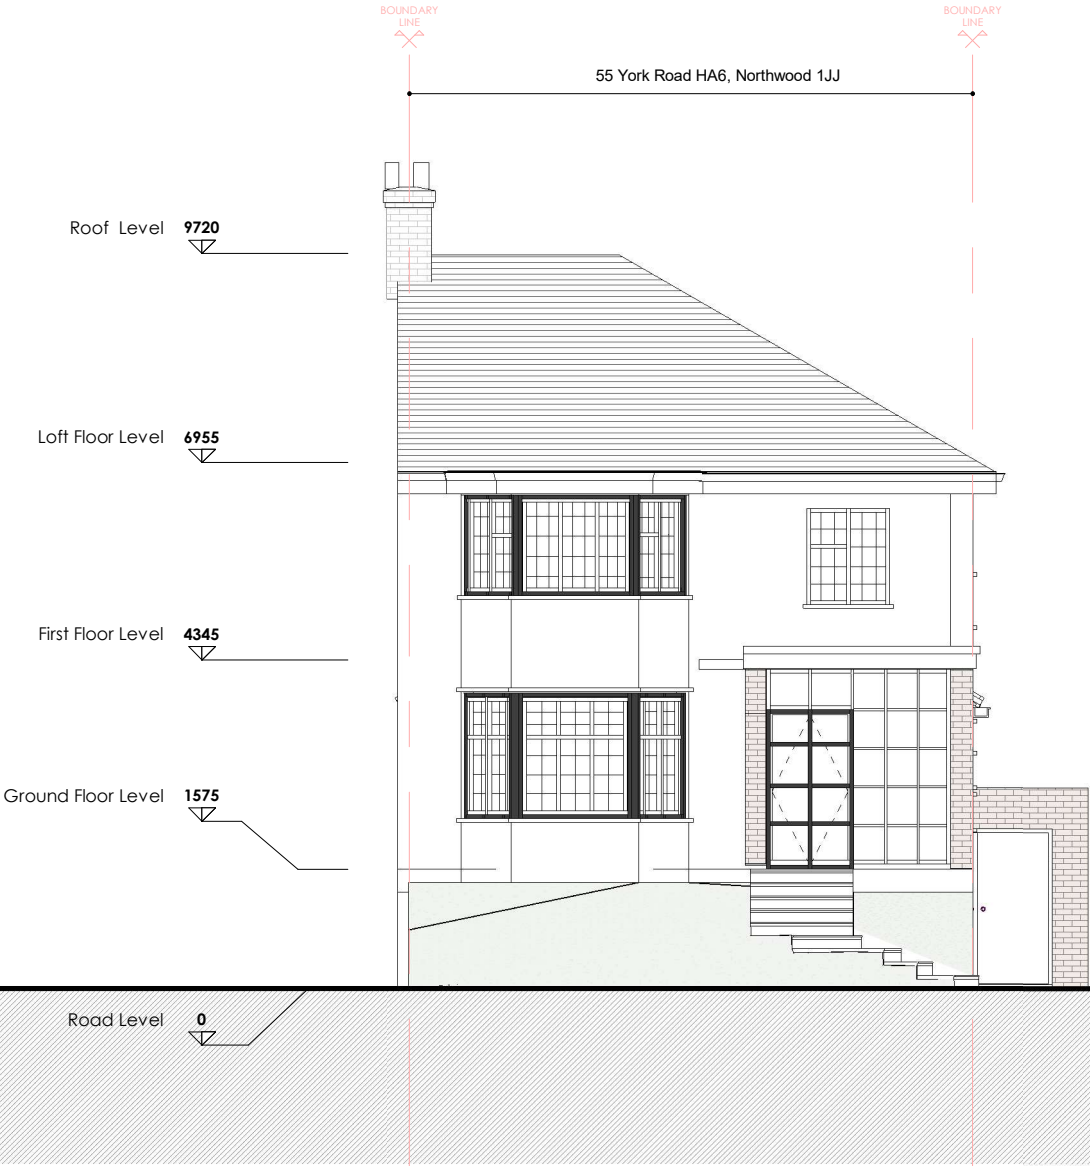 BOUNDARY
LINE
BOUNDARY
LINE
55 York Road HA6, Northwood 1JJ
Roof Level 9720
Loft Floor Level 6955
First Floor Level 4345
Ground Floor Level 1575
Road Level 0